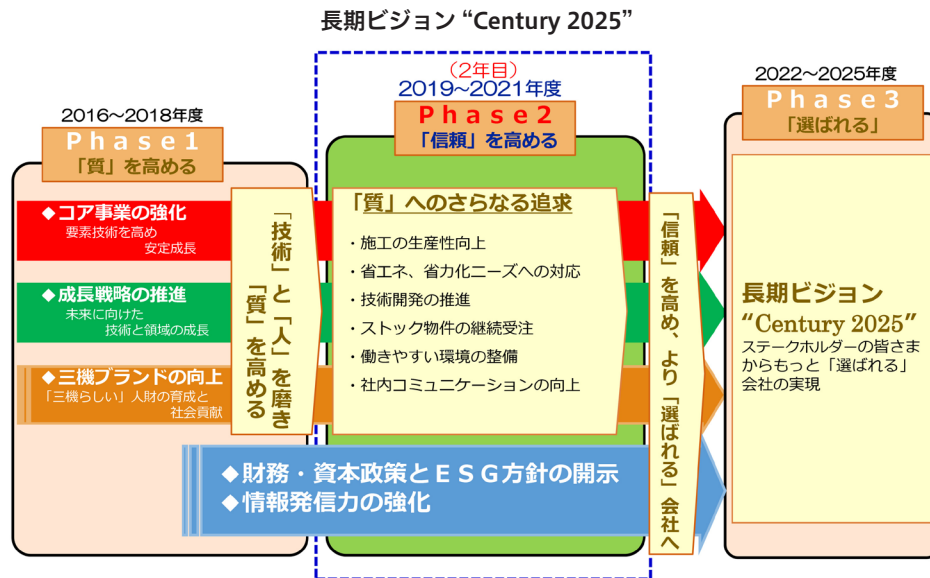 長期ビジョン “Century 2025”
2016～2018年度
Phase1
「質」を高める
◆コア事業の強化
要素技術を高め
安定成長
◆成長戦略の推進
未来に向けた
技術と領域の成長
◆三機ブランドの向上
「三機らしい」人財の育成と
社会貢献
「技術」と「人」を磨き
「質」を高める
（2年目）
2019～2021年度
Phase2
「信頼」を高める
「質」へのさらなる追求
・施工の生産性向上
・省エネ、省力化ニーズへの対応
・技術開発の推進
・ストック物件の継続受注
・働きやすい環境の整備
・社内コミュニケーションの向上
◆財務・資本政策とＥＳＧ方針の開示
◆情報発信力の強化
「信頼」を高め、より「選ばれる」会社へ
2022～2025年度
Phase3
「選ばれる」
長期ビジョン
“Century 2025”
ステークホルダーの皆さま
からもっと「選ばれる」
会社の実現